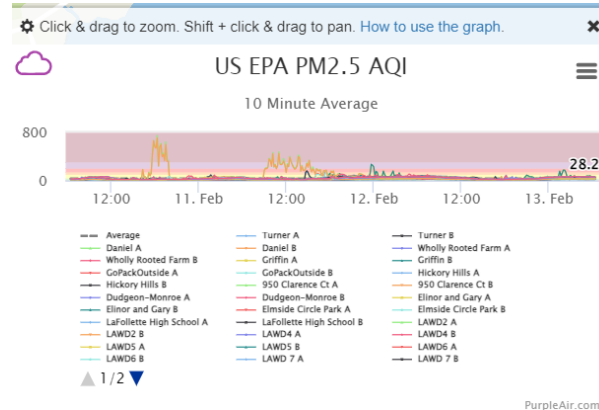 Click & drag to zoom. Shift + click & drag to pan. How to use the graph. ×
US EPA PM2.5 AQI
10 Minute Average
800
0
28.2
12:00 11. Feb 12:00 12. Feb 12:00 13. Feb
Average Turner A Turner B
Daniel A Daniel B Wholly Rooted Farm A
Wholly Rooted Farm B Griffin A Griffin B
GoPackOutside A GoPackOutside B Hickory Hills A
Hickory Hills B 950 Clarence Ct A 950 Clarence Ct B
Dudgeon-Monroe A Dudgeon-Monroe B Elinor and Gary A
Elinor and Gary B Elmside Circle Park A Elmside Circle Park B
LaFollette High School A LaFollette High School B LAWD2 A
LAWD2 B LAWD4 A LAWD4 B
LAWD5 A LAWD5 B LAWD6 A
LAWD6 B LAWD 7 A LAWD 7 B
1/2
PurpleAir.com